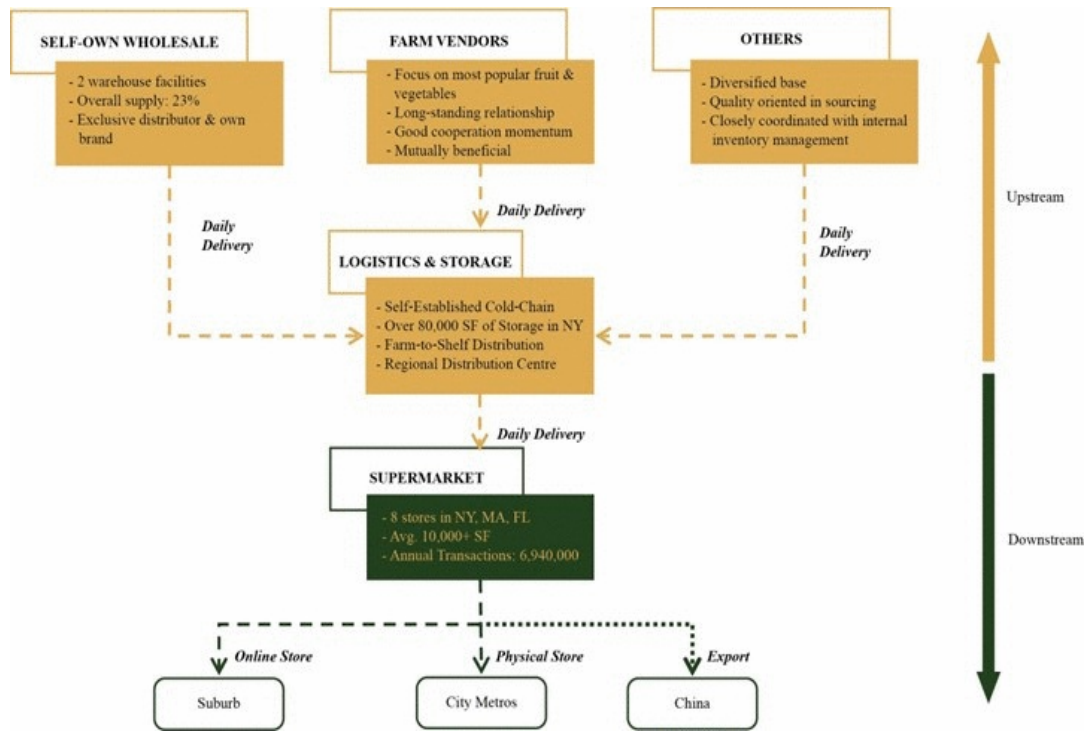 SELF-OWN WHOLESALE
- 2 warehouse facilities
- Overall supply: 23%
- Exclusive distributor & own
brand
FARM VENDORS
- Focus on most popular fruit &
vegetables
- Long-standing relationship
- Good cooperation momentum
- Mutually beneficial
OTHERS
- Diversified base
- Quality oriented in sourcing
- Closely coordinated with internal
inventory management
Upstream
Daily
Delivery
Daily Delivery
Daily
Delivery
LOGISTICS & STORAGE
- Self-Established Cold-Chain
- Over 80,000 SF of Storage in NY
- Farm-to-Shelf Distribution
- Regional Distribution Centre
Daily Delivery
SUPERMARKET
- 8 stores in NY, MA, FL
- Avg. 10,000+ SF
- Annual Transactions: 6,940,000
Downstream
Online Store
Physical Store
Export
Suburb
City Metros
China